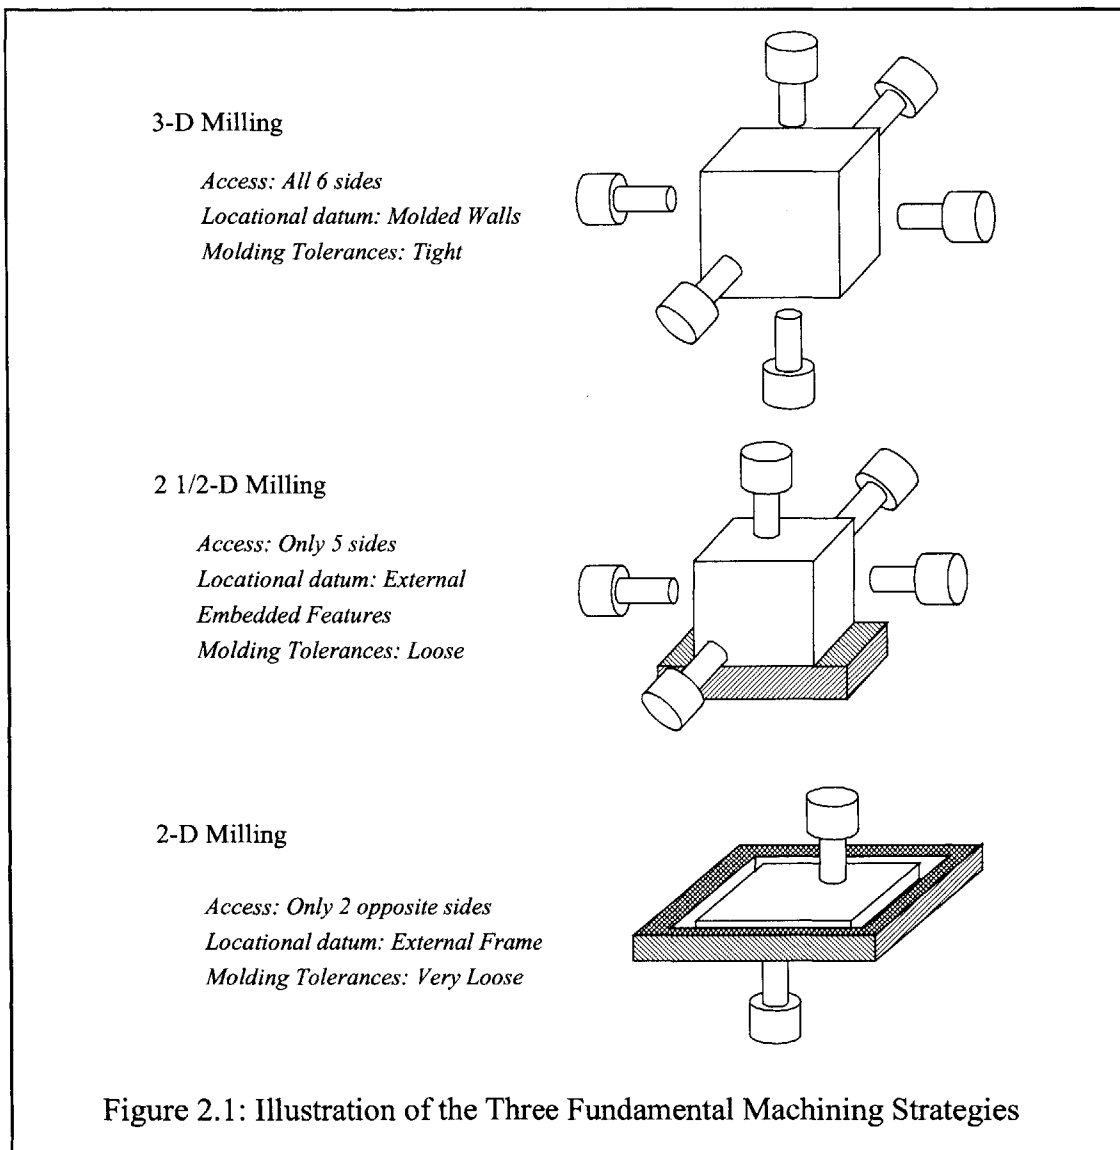 3-D Milling
Access: All 6 sides
Locational datum: Molded Walls
Molding Tolerances: Tight
2 1/2-D Milling
Access: Only 5 sides
Locational datum: External
Embedded Features
Molding Tolerances: Loose
2-D Milling
Access: Only 2 opposite sides
Locational datum: External Frame
Molding Tolerances: Very Loose
Figure 2.1: Illustration of the Three Fundamental Machining Strategies